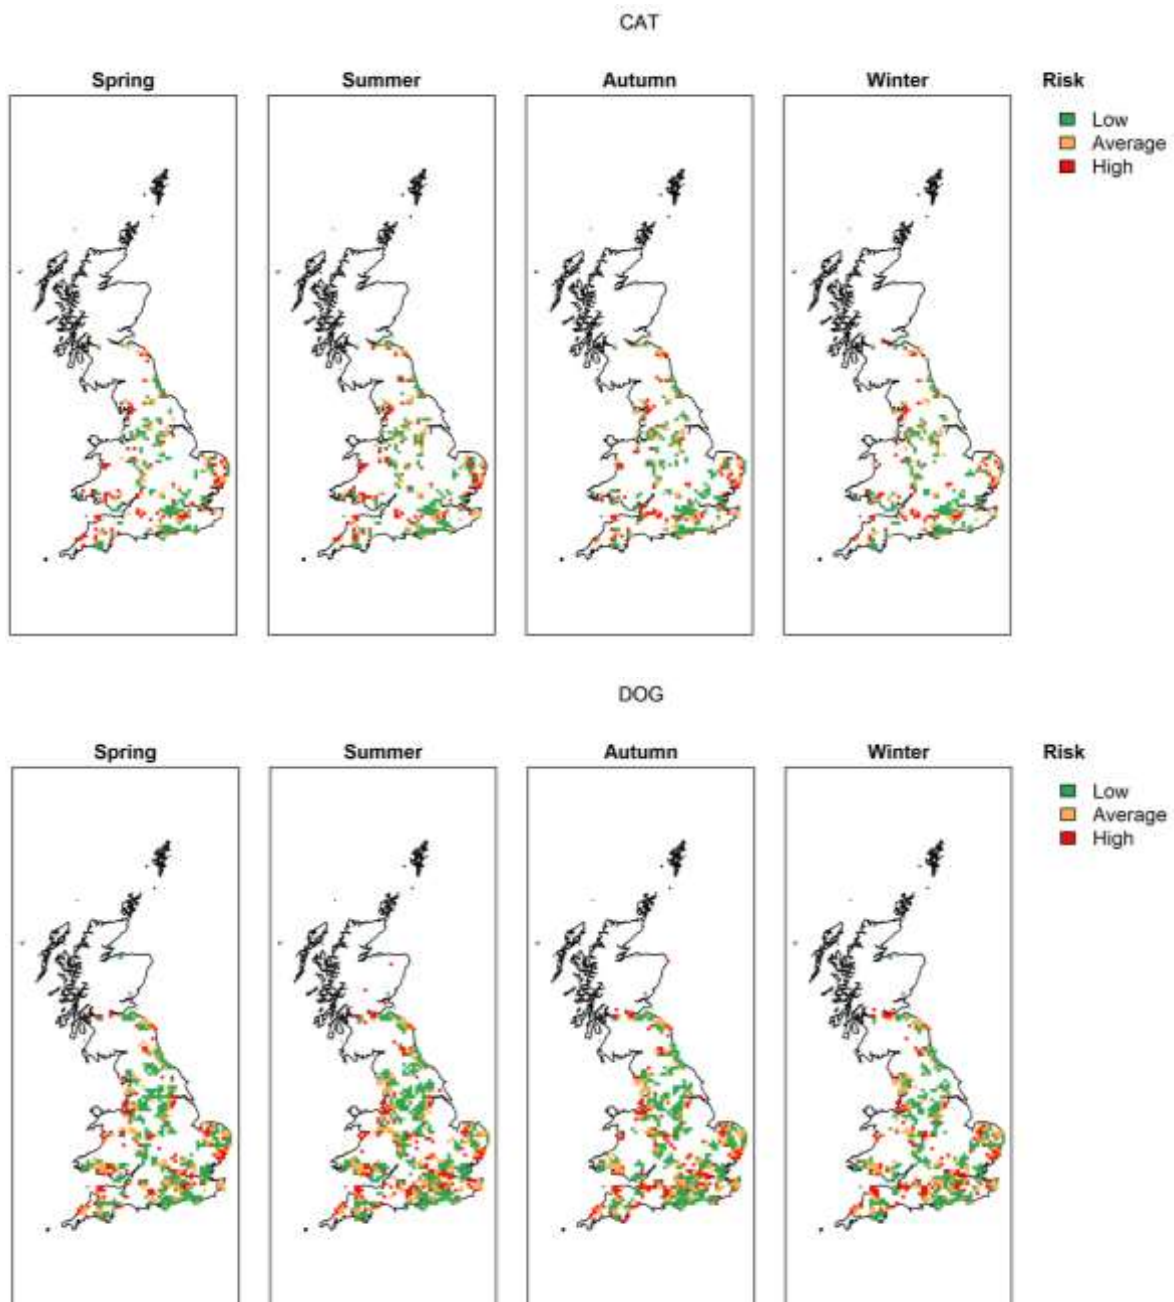 CAT
Spring Summer Autumn Winter Risk
Low
Average
High
DOG
Spring Summer Autumn Winter Risk
Low
Average
High